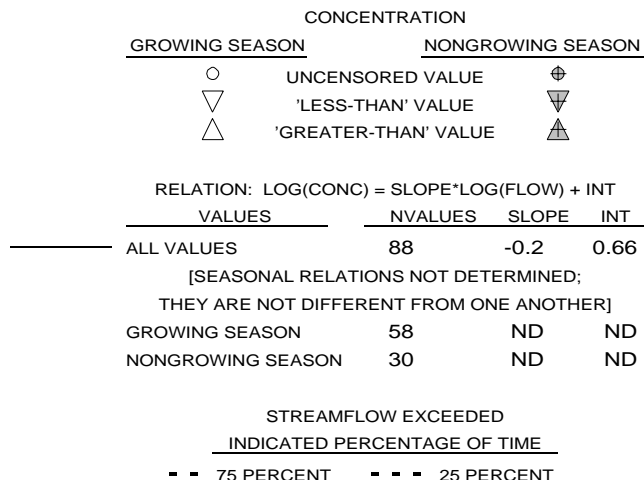 CONCENTRATION
GROWING SEASON NONGROWING SEASON
UNCENSORED VALUE
'LESS-THAN' VALUE
'GREATER-THAN' VALUE
RELATION: LOG(CONC) = SLOPE*LOG(FLOW) + INT
VALUES NVALUES SLOPE INT
ALL VALUES 88 -0.2 0.66
[SEASONAL RELATIONS NOT DETERMINED;
THEY ARE NOT DIFFERENT FROM ONE ANOTHER]
GROWING SEASON 58 ND ND
NONGROWING SEASON 30 ND ND
STREAMFLOW EXCEEDED
INDICATED PERCENTAGE OF TIME
75 PERCENT 25 PERCENT